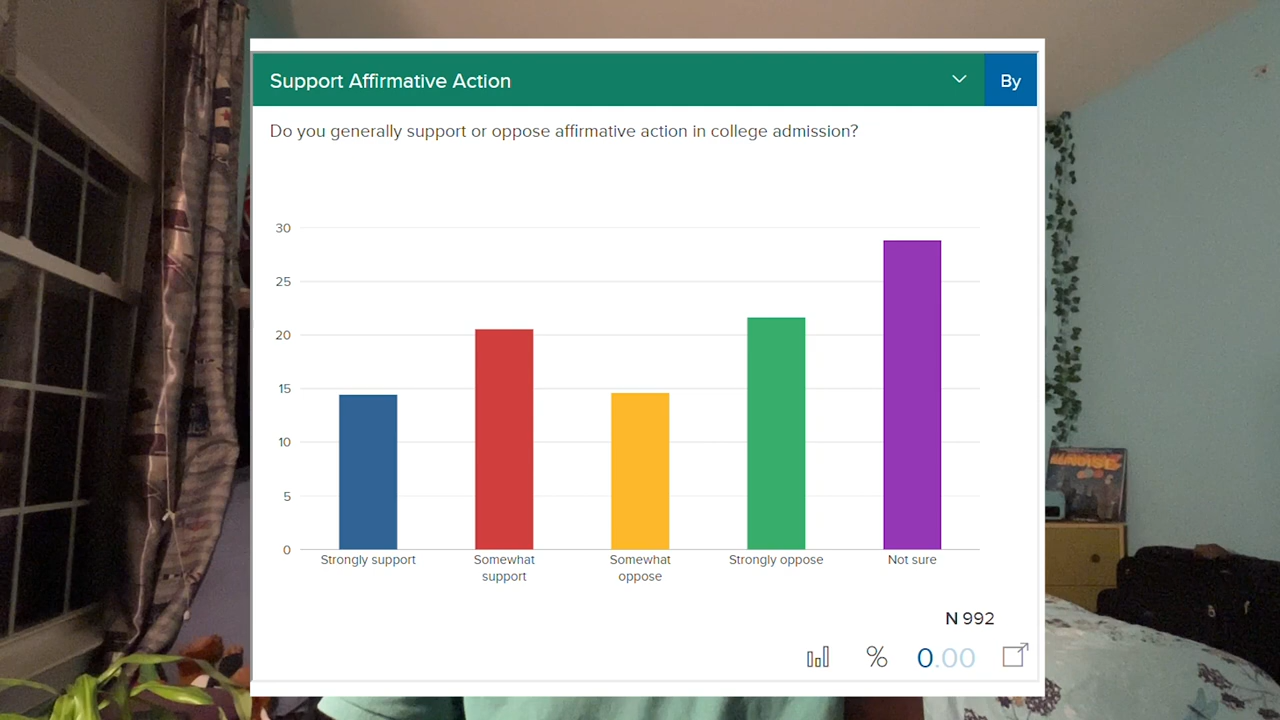 Support Affirmative Action
By
Do you generally support or oppose affirmative action in college admission?
30
25
20
15
10
5
0
Strongly support
Somewhat
support
Somewhat
oppose
Strongly oppose
Not sure
N 992
%
0.00